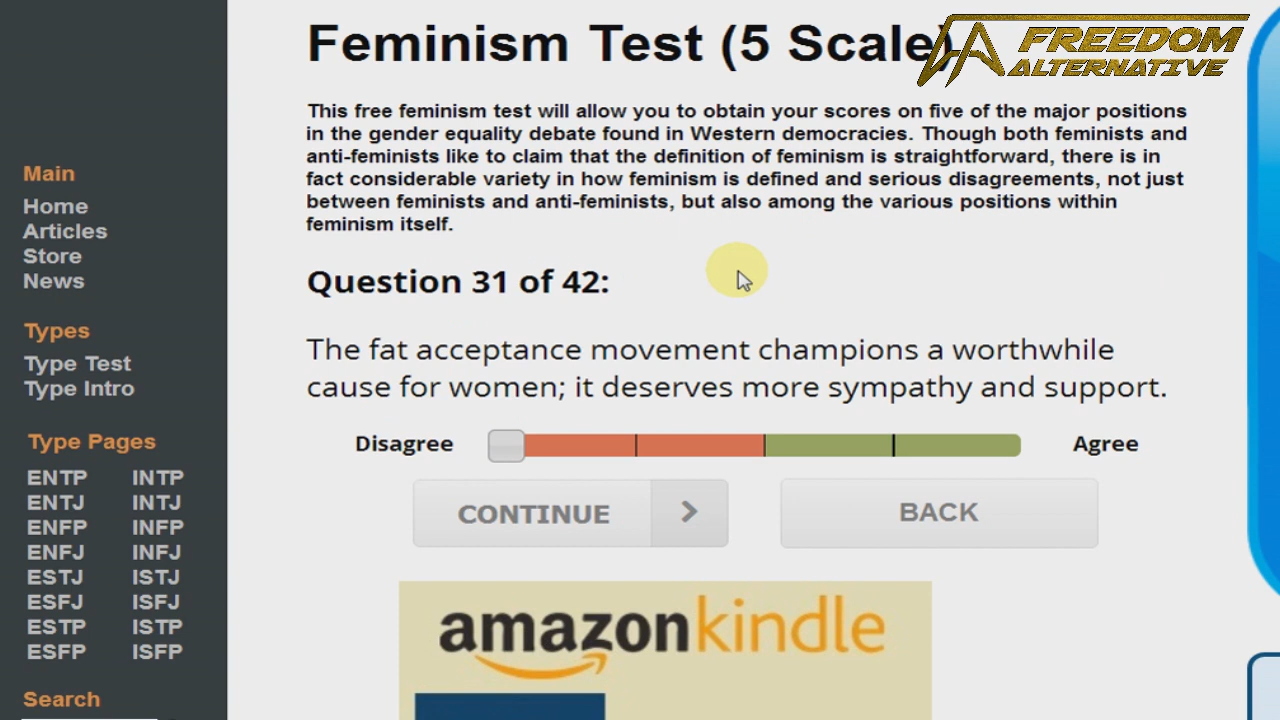 Feminism Test (5 Scale)
FREEDOM
ALTERNATIVE
This free feminism test will allow you to obtain your scores on five of the major positions
in the gender equality debate found in Western democracies. Though both feminists and
anti-feminists like to claim that the definition of feminism is straightforward, there is in
fact considerable variety in how feminism is defined and serious disagreements, not just
between feminists and anti-feminists, but also among the various positions within
feminism itself.
Question 31 of 42:
The fat acceptance movement champions a worthwhile
cause for women; it deserves more sympathy and support.
Disagree Agree
CONTINUE > BACK
amazonkindle
Main
Home
Articles
Store
News
Types
Type Test
Type Intro
Type Pages
ENTP INTP
ENTJ INTJ
ENFP INFP
ENFJ INFJ
ESTJ ISTJ
ESFJ ISFJ
ESTP ISTP
ESFP ISFP
Search